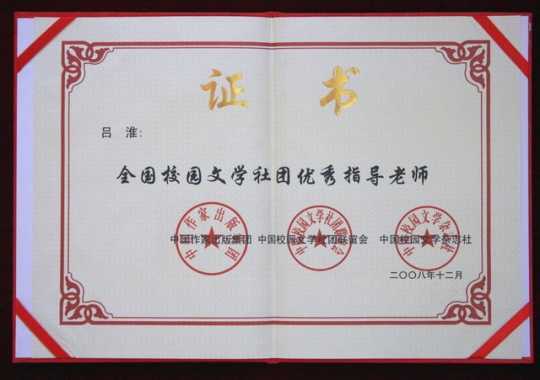 证书
吕 淮：
全国校园文学社团优秀指导老师
中国作家出版集团 中国校园文学社团联谊会 中国校园文学杂志社
二〇〇八年十二月